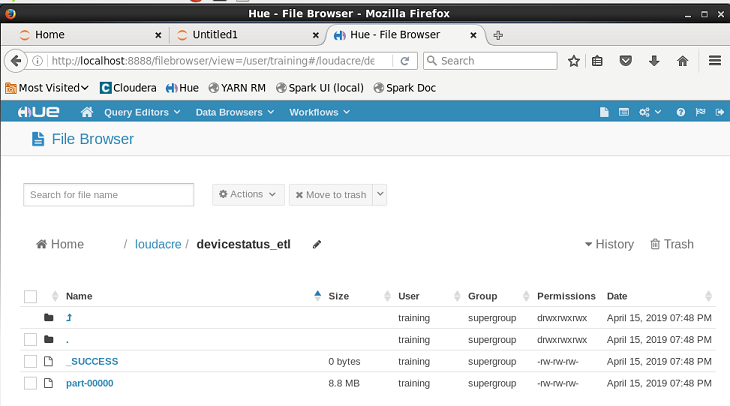 Hue - File Browser - Mozilla Firefox
Home Untitled1 Hue - File Browser
http://localhost:8888/filebrowser/view=/user/training#/loudacre/de Search
Most Visited Cloudera Hue YARN RM Spark UI (local) Spark Doc
HUE Query Editors Data Browsers Workflows
File Browser
Search for file name Actions Move to trash
Home / loudacre / devicestatus_etl History Trash
Name Size User Group Permissions Date
training supergroup drwxrwxrwx April 15, 2019 07:48 PM
. training supergroup drwxrwxrwx April 15, 2019 07:48 PM
_SUCCESS 0 bytes training supergroup -rw-rw-rw- April 15, 2019 07:48 PM
part-00000 8.8 MB training supergroup -rw-rw-rw- April 15, 2019 07:48 PM